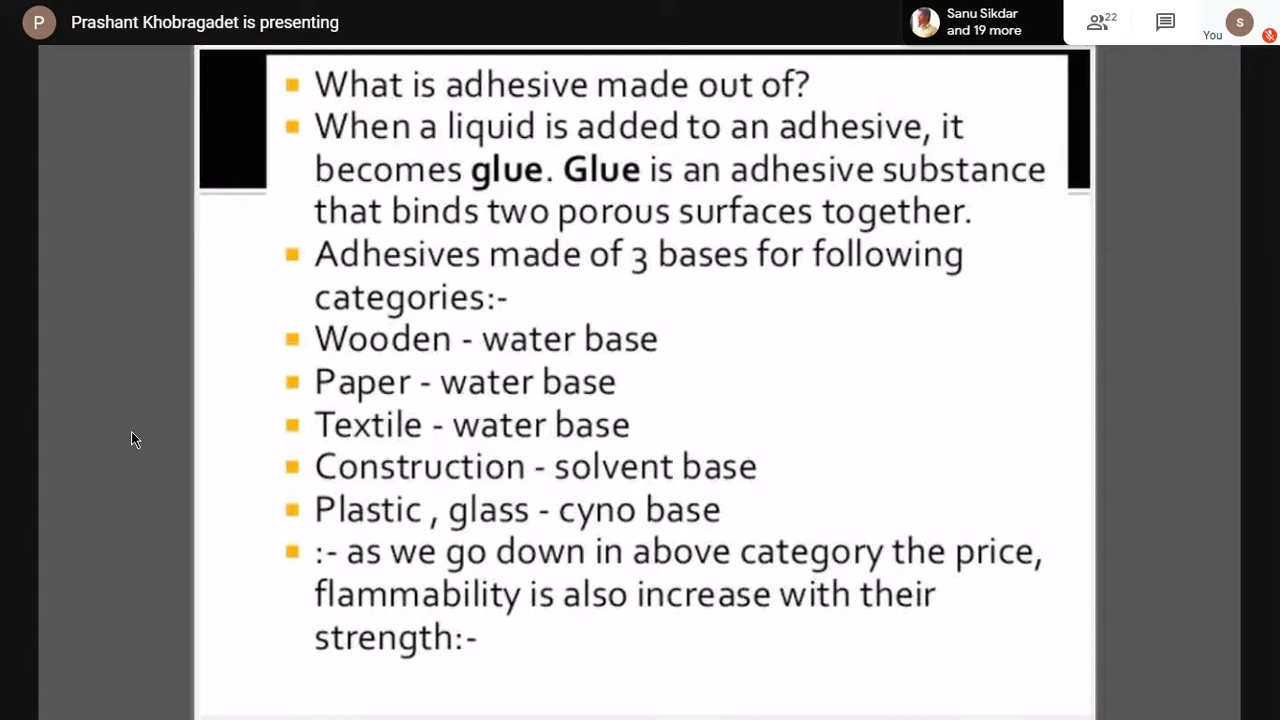 P Prashant Khobragadet is presenting
Sanu Sikdar
and 19 more
22
You
S
What is adhesive made out of?
When a liquid is added to an adhesive, it
becomes glue. Glue is an adhesive substance
that binds two porous surfaces together.
Adhesives made of 3 bases for following
categories:-
Wooden - water base
Paper - water base
Textile - water base
Construction - solvent base
Plastic , glass - cyno base
:- as we go down in above category the price,
flammability is also increase with their
strength:-